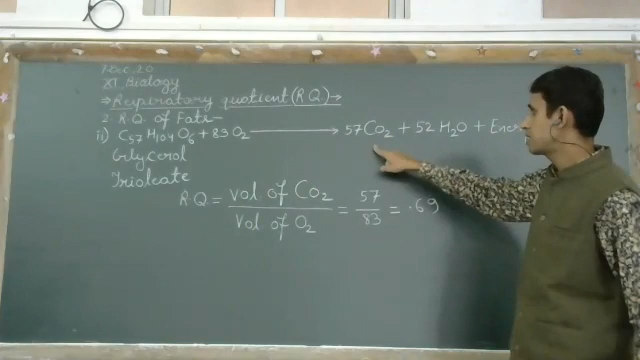 1 Dec. 20
XI Biology
⇒ Respiratory quotient (R.Q) →
2. R.Q. of Fats-
ii) C57 H104 O6 + 83 O2 ⟶ 57 CO2 + 52 H2O + Ener
Glycerol
Trioleate
R.Q = Vol. of CO2 / Vol. of O2 = 57 / 83 = .69